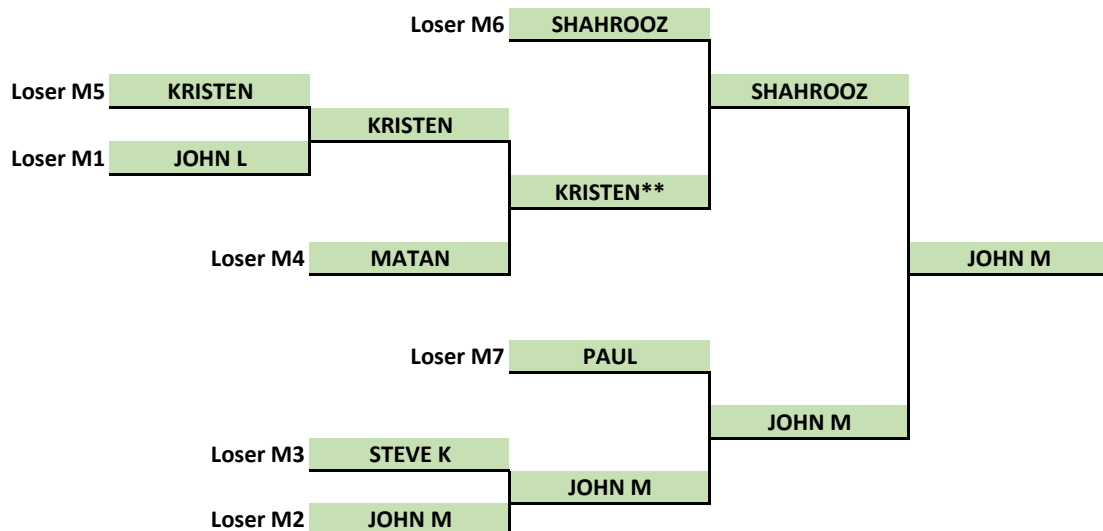 Loser M6 SHAHROOZ
Loser M5 KRISTEN SHAHROOZ
KRISTEN
Loser M1 JOHN L
KRISTEN**
Loser M4 MATAN JOHN M
Loser M7 PAUL
JOHN M
Loser M3 STEVE K
JOHN M
Loser M2 JOHN M